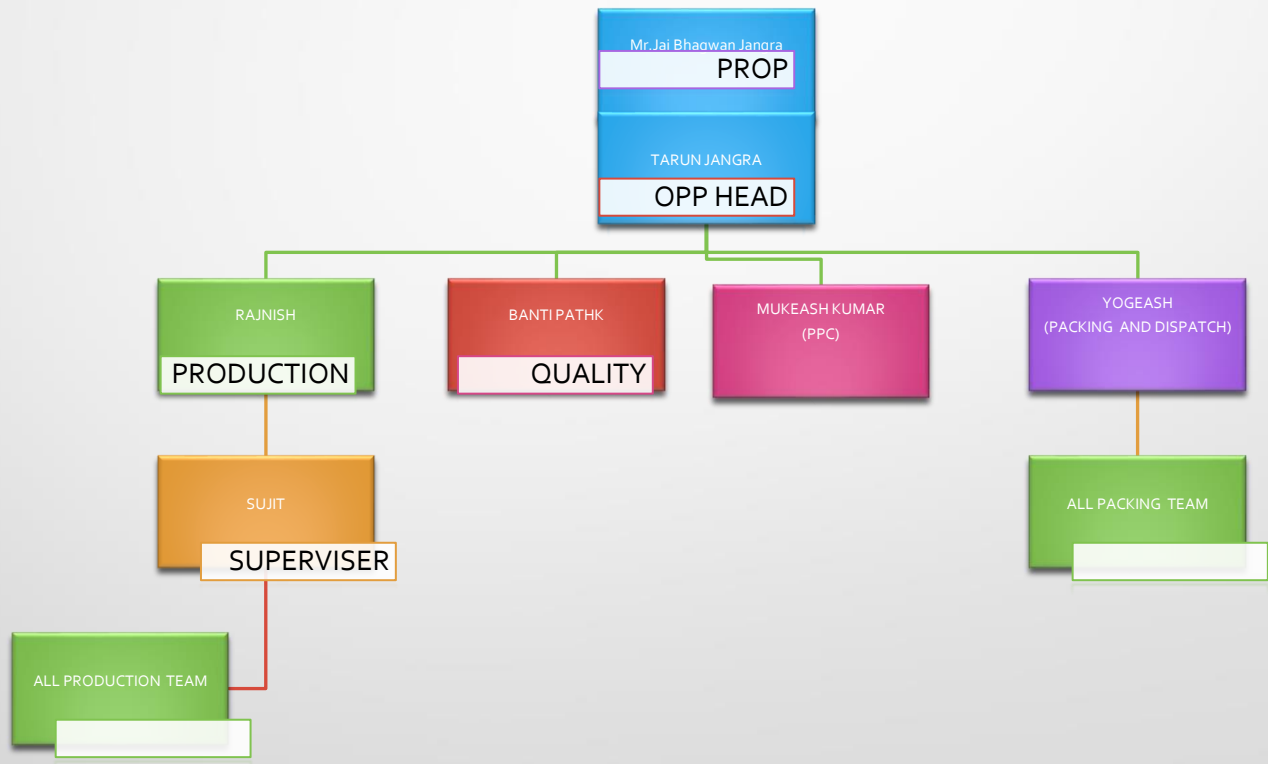 Mr.Jai Bhagwan Jangra
PROP
TARUN JANGRA
OPP HEAD
RAJNISH
PRODUCTION
BANTI PATHK
QUALITY
MUKEASH KUMAR
(PPC)
YOGEASH
(PACKING AND DISPATCH)
SUJIT
SUPERVISER
ALL PACKING TEAM
ALL PRODUCTION TEAM